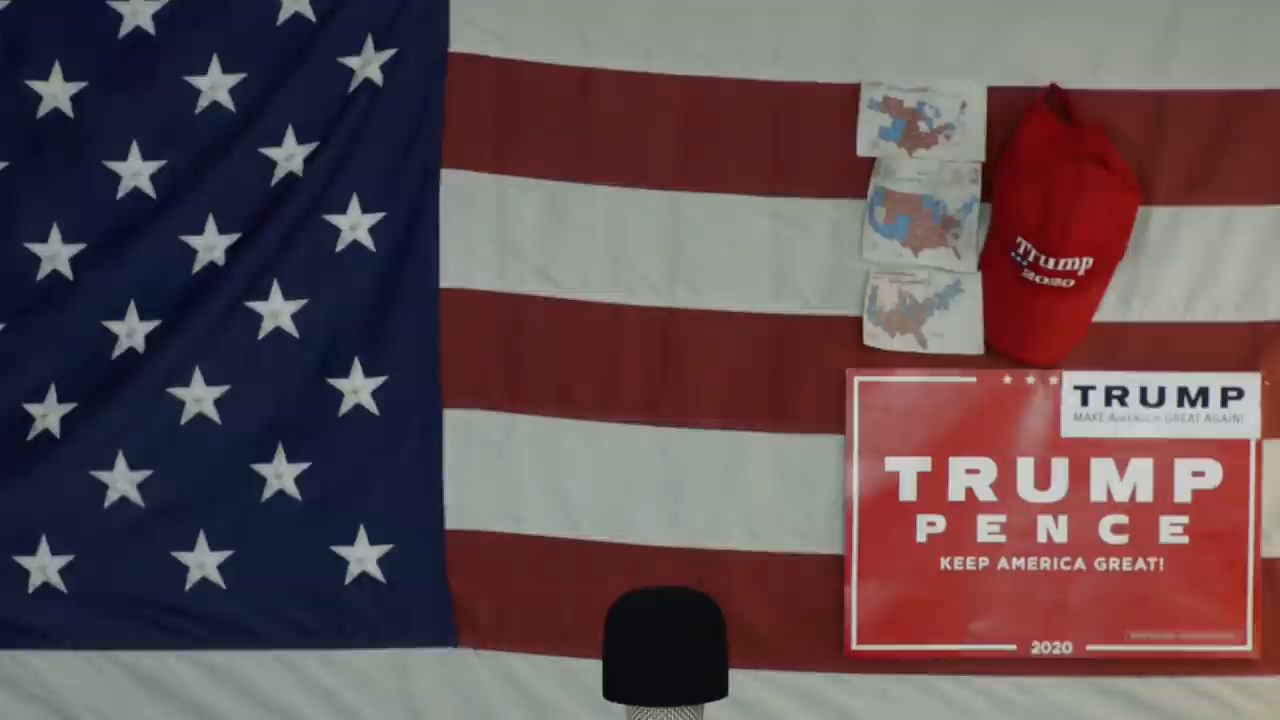 Trump
2020
TRUMP
MAKE AMERICA GREAT AGAIN!
TRUMP
PENCE
KEEP AMERICA GREAT!
2020